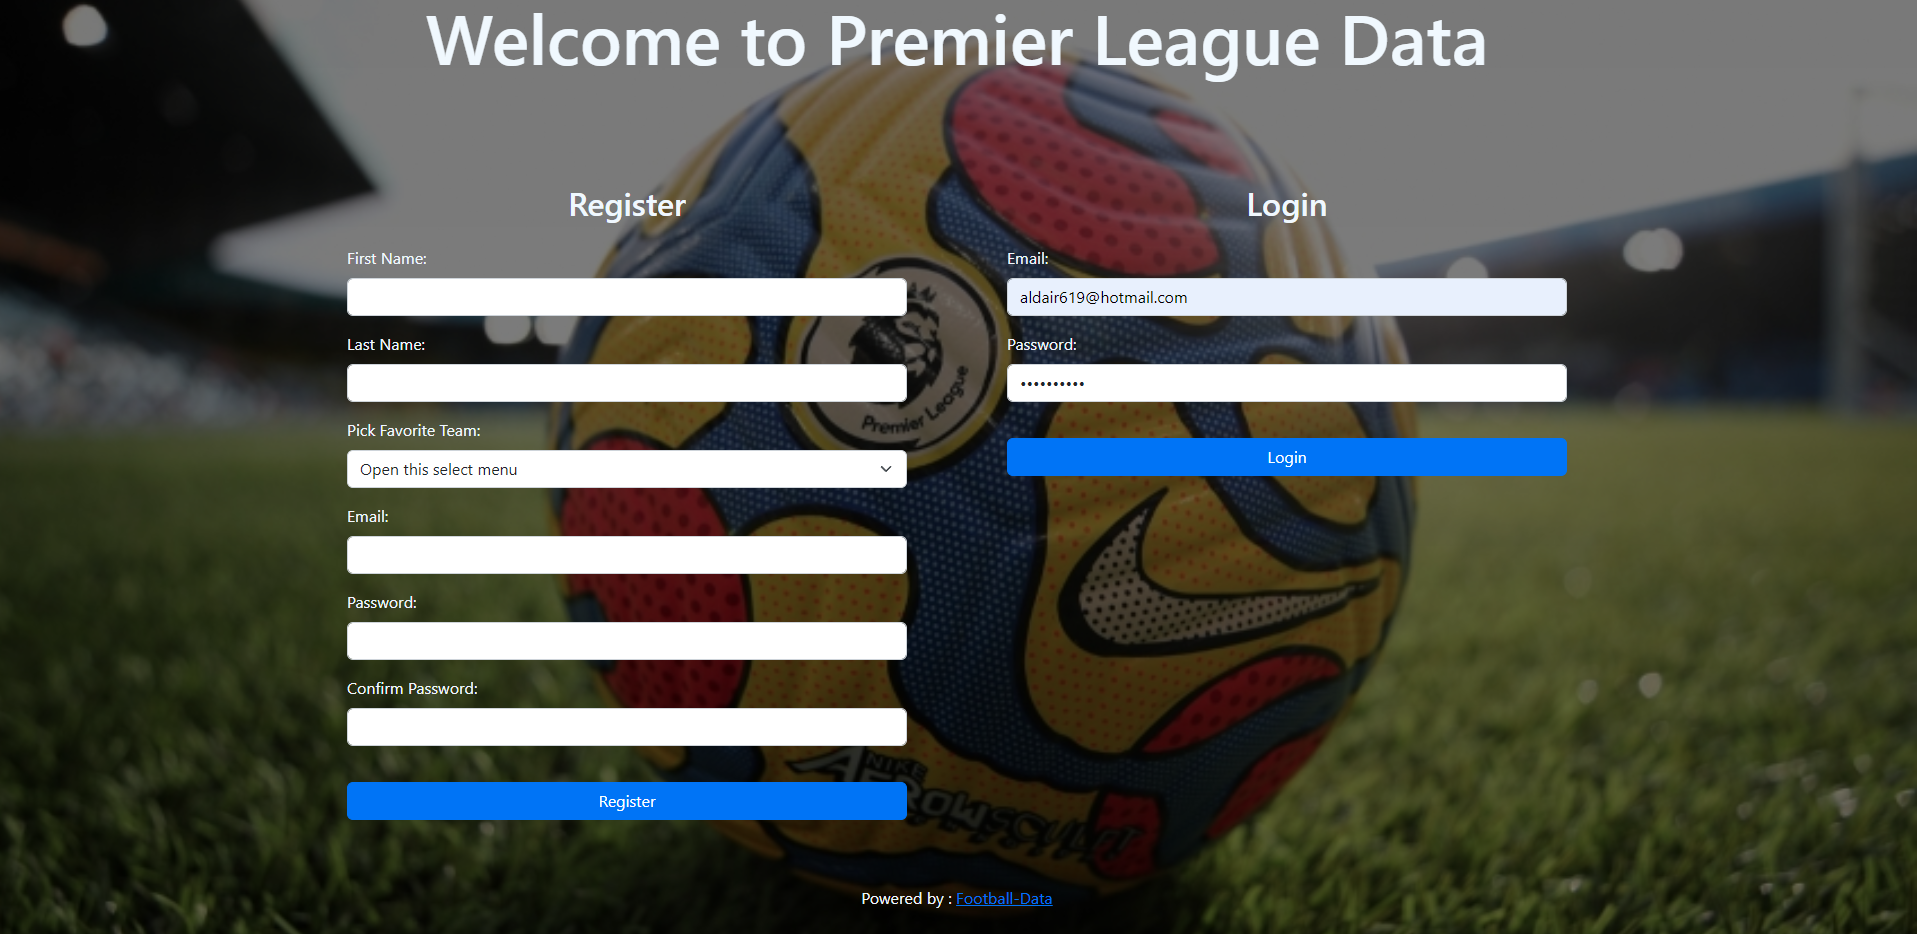 Welcome to Premier League Data
Register
First Name:
Last Name:
Pick Favorite Team:
Open this select menu
Email:
Password:
Confirm Password:
Register
Login
Email:
aldair619@hotmail.com
Password:
••••••••••
Login
Premier League
NIKE
AEROWSCULPT
Powered by : Football-Data